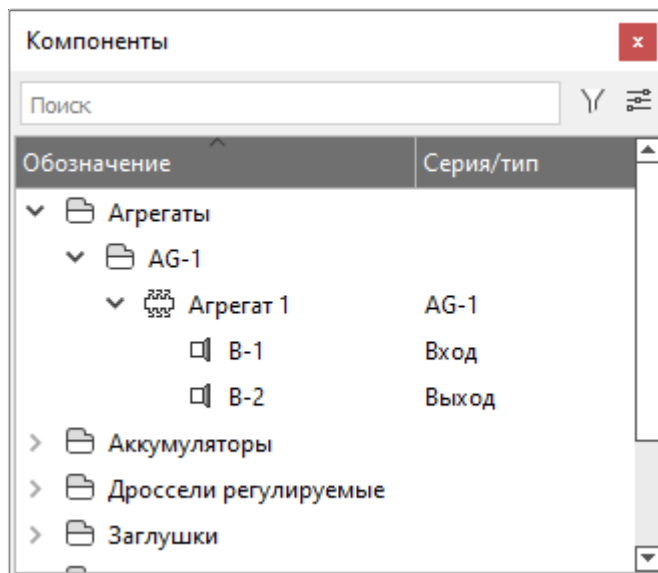 Компоненты
x
Поиск
Обозначение Серия/тип
Агрегаты
AG-1
Агрегат 1 AG-1
В-1 Вход
В-2 Выход
Аккумуляторы
Дроссели регулируемые
Заглушки